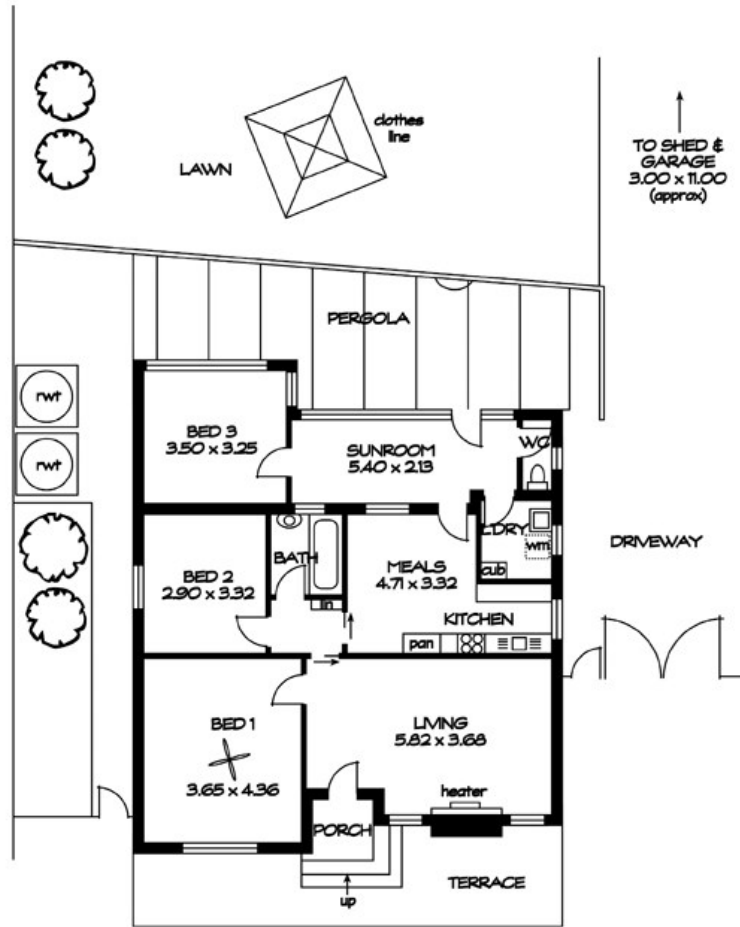 clothes
line
LAWN
TO SHED &
GARAGE
3.00 x 11.00
(approx)
PERGOLA
rwt
BED 3
3.50 x 3.25
SUNROOM
5.40 x 2.13
WC
rwt
L'DRY
wm
DRIVEWAY
BATH
MEALS
4.71 x 3.32
BED 2
2.90 x 3.32
cub
lin
KITCHEN
pan
BED 1
3.65 x 4.36
LIVING
5.82 x 3.68
heater
PORCH
TERRACE
up